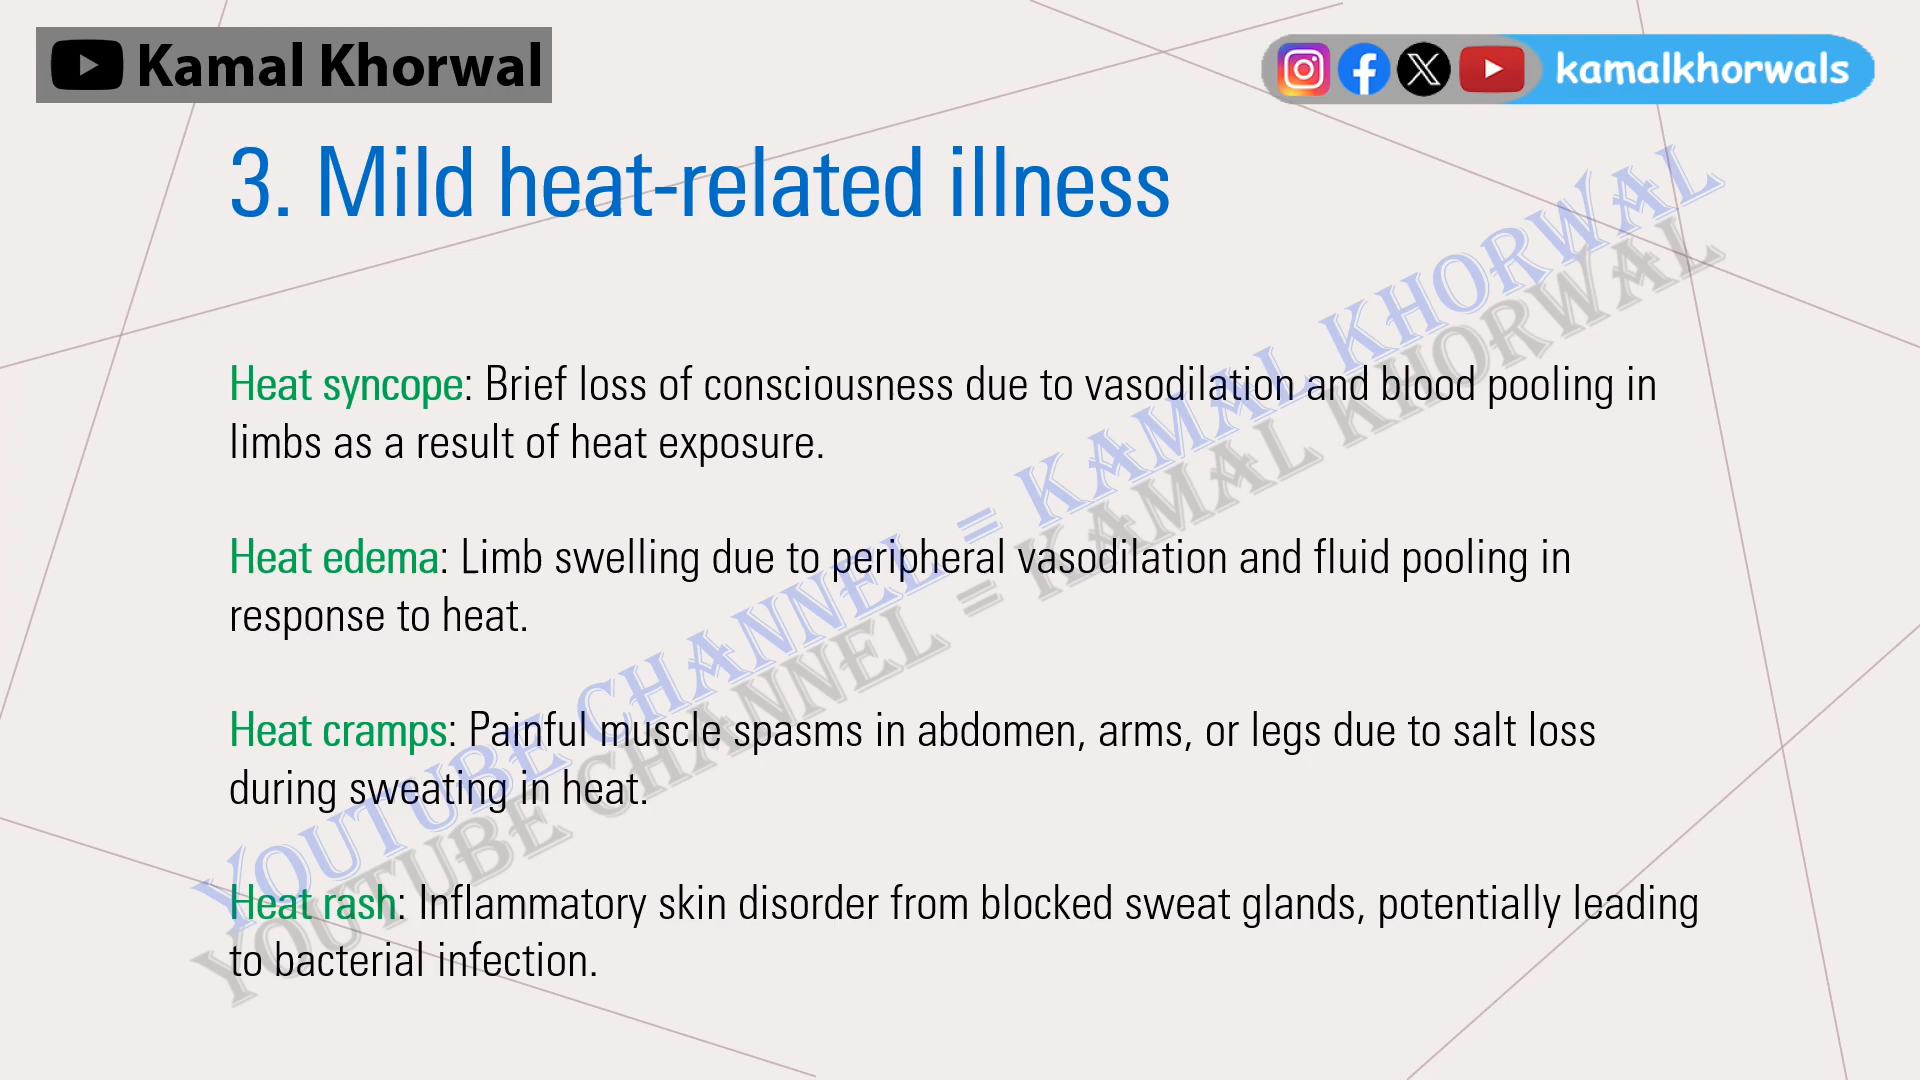 Kamal Khorwal
kamalkhorwals
3. Mild heat-related illness
Heat syncope: Brief loss of consciousness due to vasodilation and blood pooling in
limbs as a result of heat exposure.
Heat edema: Limb swelling due to peripheral vasodilation and fluid pooling in
response to heat.
Heat cramps: Painful muscle spasms in abdomen, arms, or legs due to salt loss
during sweating in heat.
Heat rash: Inflammatory skin disorder from blocked sweat glands, potentially leading
to bacterial infection.
YOUTUBE CHANNEL = KAMAL KHORWAL